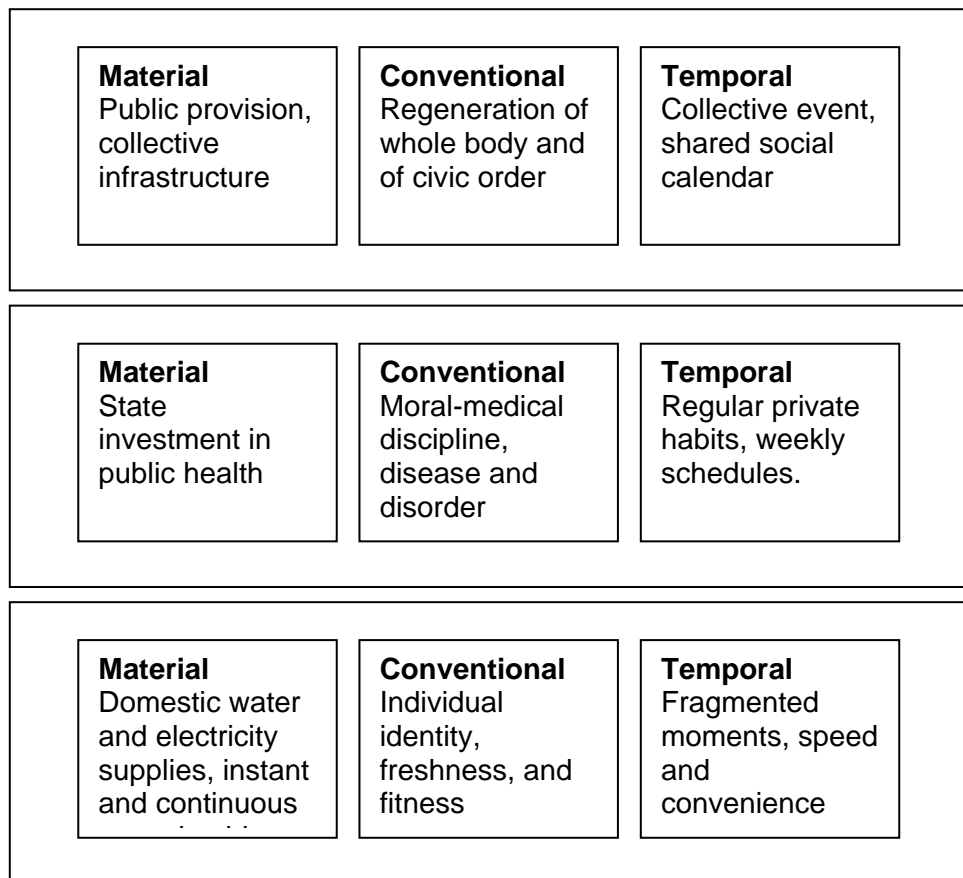 Material
Public provision,
collective
infrastructure
Conventional
Regeneration of
whole body and
of civic order
Temporal
Collective event,
shared social
calendar
Material
State
investment in
public health
Conventional
Moral-medical
discipline,
disease and
disorder
Temporal
Regular private
habits, weekly
schedules.
Material
Domestic water
and electricity
supplies, instant
and continuous
Conventional
Individual
identity,
freshness, and
fitness
Temporal
Fragmented
moments, speed
and
convenience